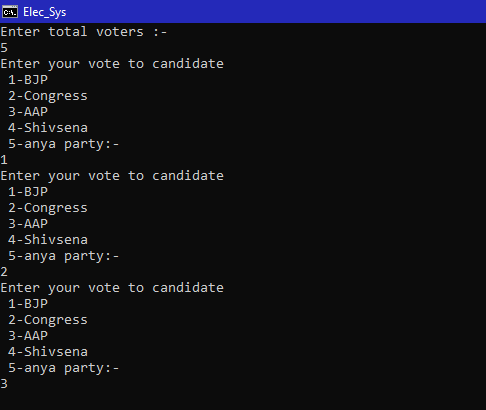 Elec_Sys
Enter total voters :-
5
Enter your vote to candidate
1-BJP
2-Congress
3-AAP
4-Shivsena
5-anya party:-
1
Enter your vote to candidate
1-BJP
2-Congress
3-AAP
4-Shivsena
5-anya party:-
2
Enter your vote to candidate
1-BJP
2-Congress
3-AAP
4-Shivsena
5-anya party:-
3